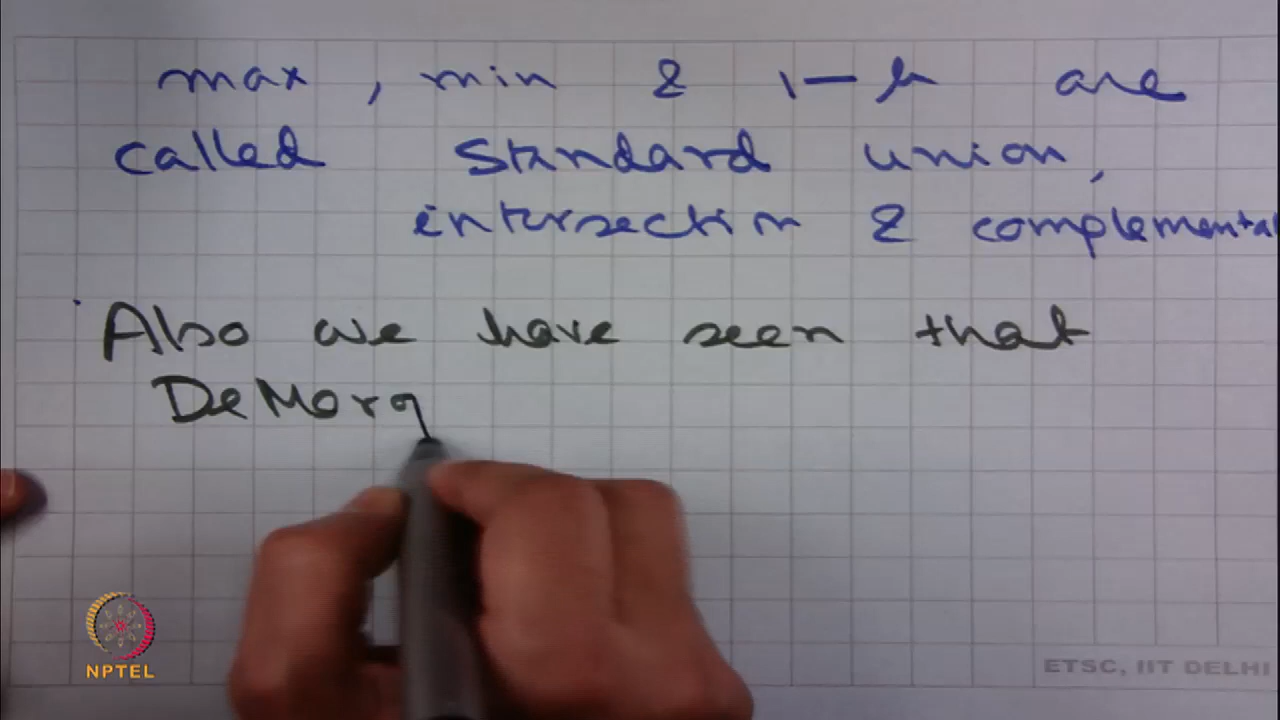 max, min & 1-μ are
called standard union,
intersection & complementa
Also we have seen that
DeMorg
NPTEL
ETSC, IIT DELHI